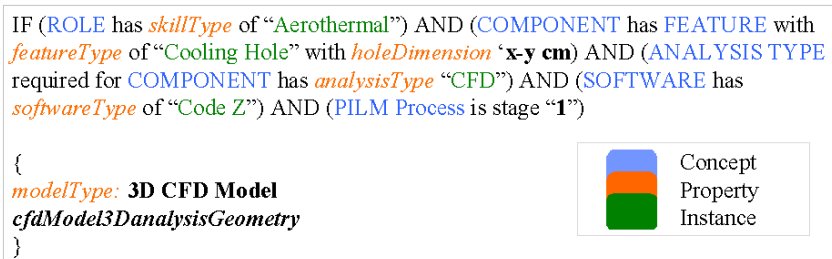 IF (ROLE has skillType of “Aerothermal”) AND (COMPONENT has FEATURE with
featureType of “Cooling Hole” with holeDimension ‘x-y cm) AND (ANALYSIS TYPE
required for COMPONENT has analysisType “CFD”) AND (SOFTWARE has
softwareType of “Code Z”) AND (PILM Process is stage “1”)
{
modelType: 3D CFD Model
cfdModel3DanalysisGeometry
}
Concept
Property
Instance